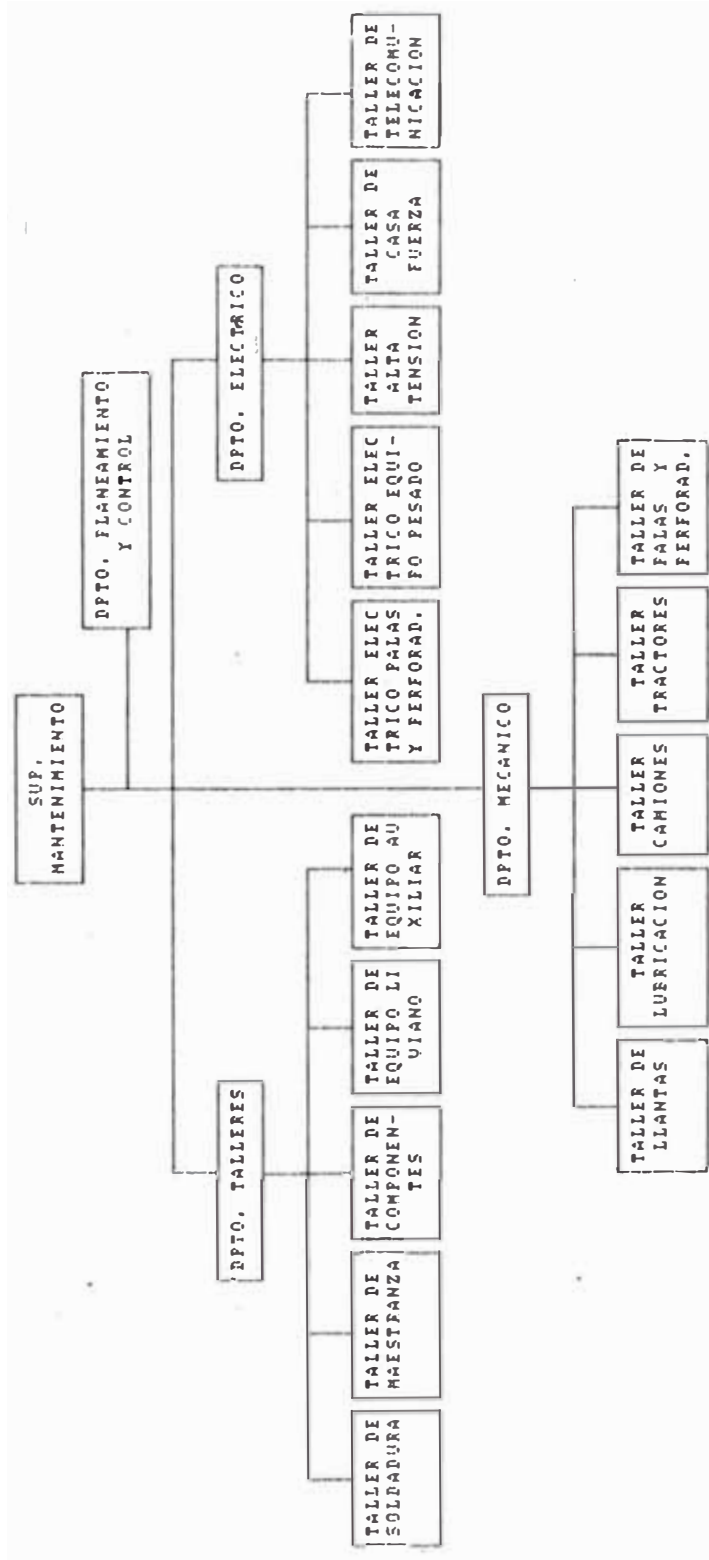 SUP.
MANTENIMIENTO
DPTO. PLANEAMIENTO
Y CONTROL
DPTO. TALLERES
DPTO. ELECTRICO
TALLER DE
SOLDADURA
TALLER DE
MAESTRANZA
TALLER DE
COMPONEN-
TES
TALLER DE
EQUIPO LI
VIANO
TALLER DE
EQUIPO AU
XILIAR
TALLER ELEC
TRICO PALAS
Y PERFORAD.
TALLER ELEC
TRICO EQUI-
PO PESADO
TALLER
ALTA
TENSION
TALLER DE
CASA
FUERZA
TALLER DE
TELECOMU-
NICACION
DPTO. MECANICO
TALLER DE
LLANTAS
TALLER
LUBRICACION
TALLER
CAMIONES
TALLER
TRACTORES
TALLER DE
PALAS Y
PERFORAD.